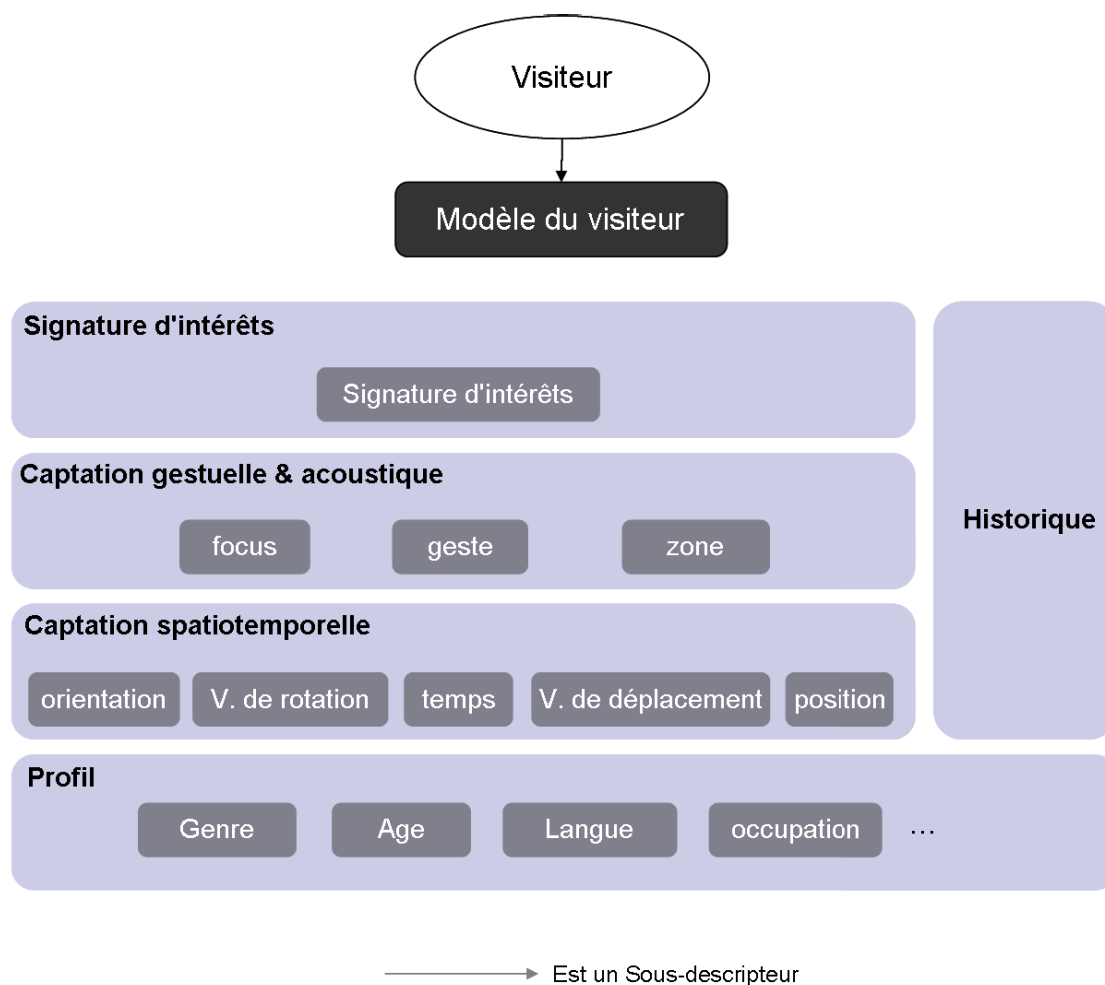 Visiteur
Modèle du visiteur
Signature d'intérêts
Signature d'intérêts
Captation gestuelle & acoustique
focus geste zone
Historique
Captation spatiotemporelle
orientation V. de rotation temps V. de déplacement position
Profil
Genre Age Langue occupation ...
Est un Sous-descripteur